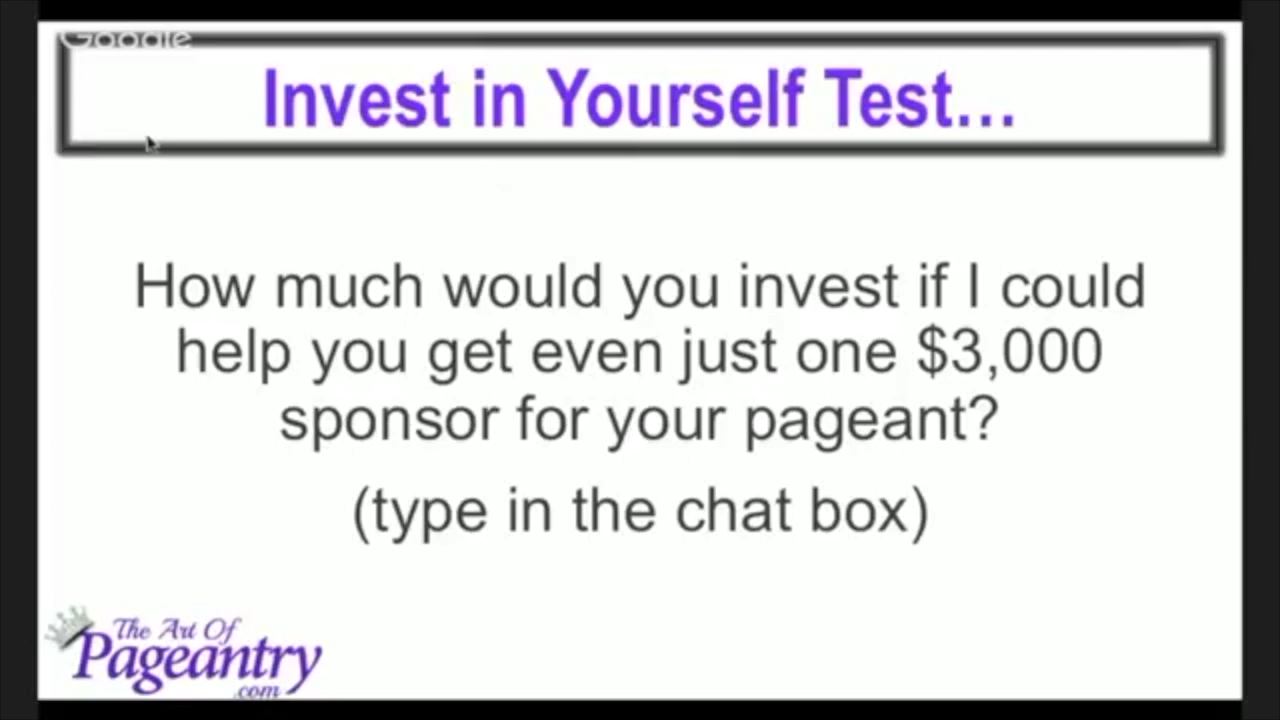 Google
Invest in Yourself Test...
How much would you invest if I could
help you get even just one $3,000
sponsor for your pageant?
(type in the chat box)
The Art Of
Pageantry
.com